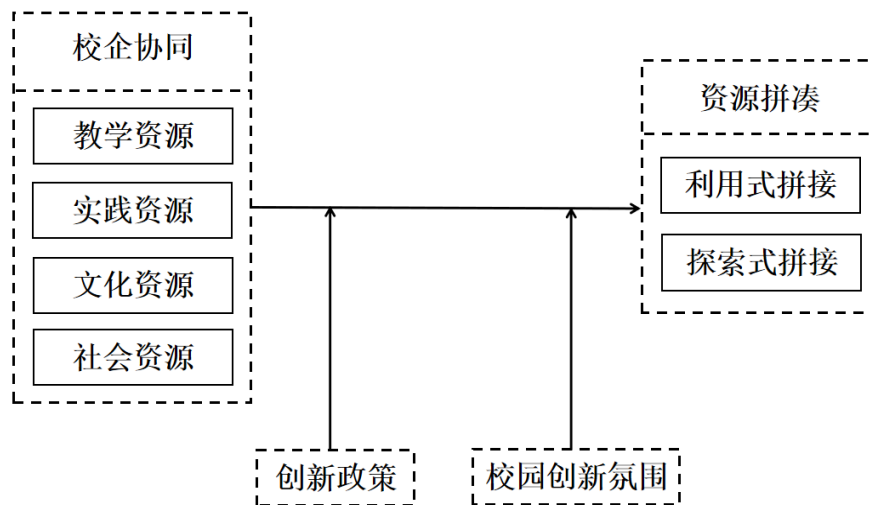 校企协同
教学资源
实践资源
文化资源
社会资源
资源拼凑
利用式拼接
探索式拼接
创新政策
校园创新氛围